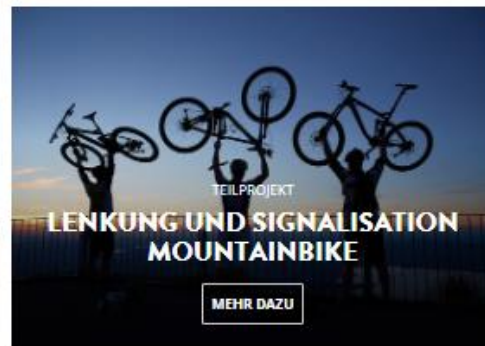 TEILPROJEKT
LENKUNG UND SIGNALISATION
MOUNTAINBIKE
MEHR DAZU